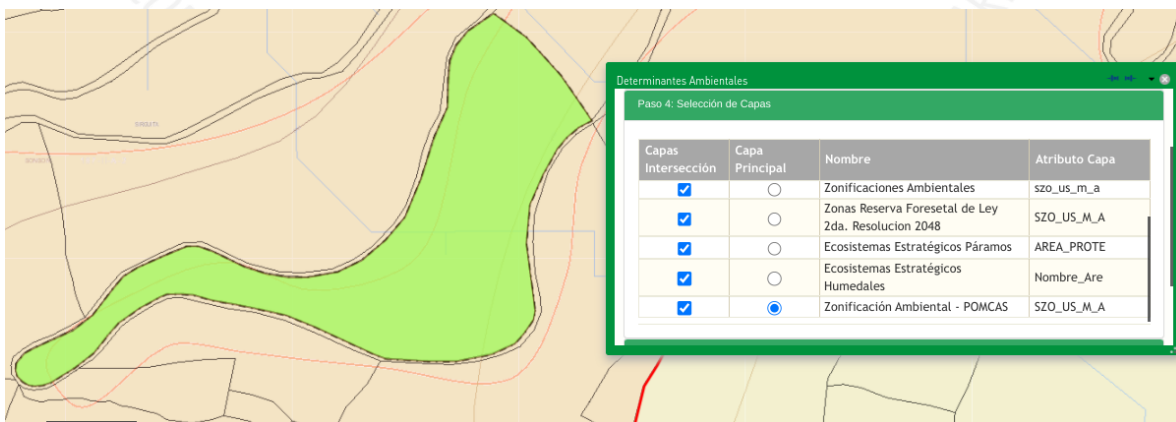 Determinantes Ambientales
Paso 4: Selección de Capas
Capas
Intersección
Capa
Principal
Nombre
Atributo Capa
Zonificaciones Ambientales
szo_us_m_a
Zonas Reserva Foresetal de Ley
2da. Resolucion 2048
SZO_US_M_A
Ecosistemas Estratégicos Páramos
AREA_PROTE
Ecosistemas Estratégicos
Humedales
Nombre_Are
Zonificación Ambiental - POMCAS
SZO_US_M_A